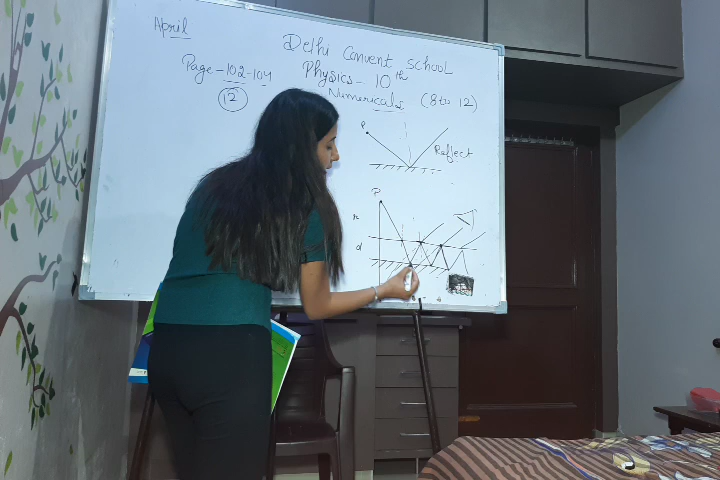 April
Delhi Convent School
Page - 102-104
Physics - 10th
12
Numericals (8 to 12)
P
Reflect
P
x
d